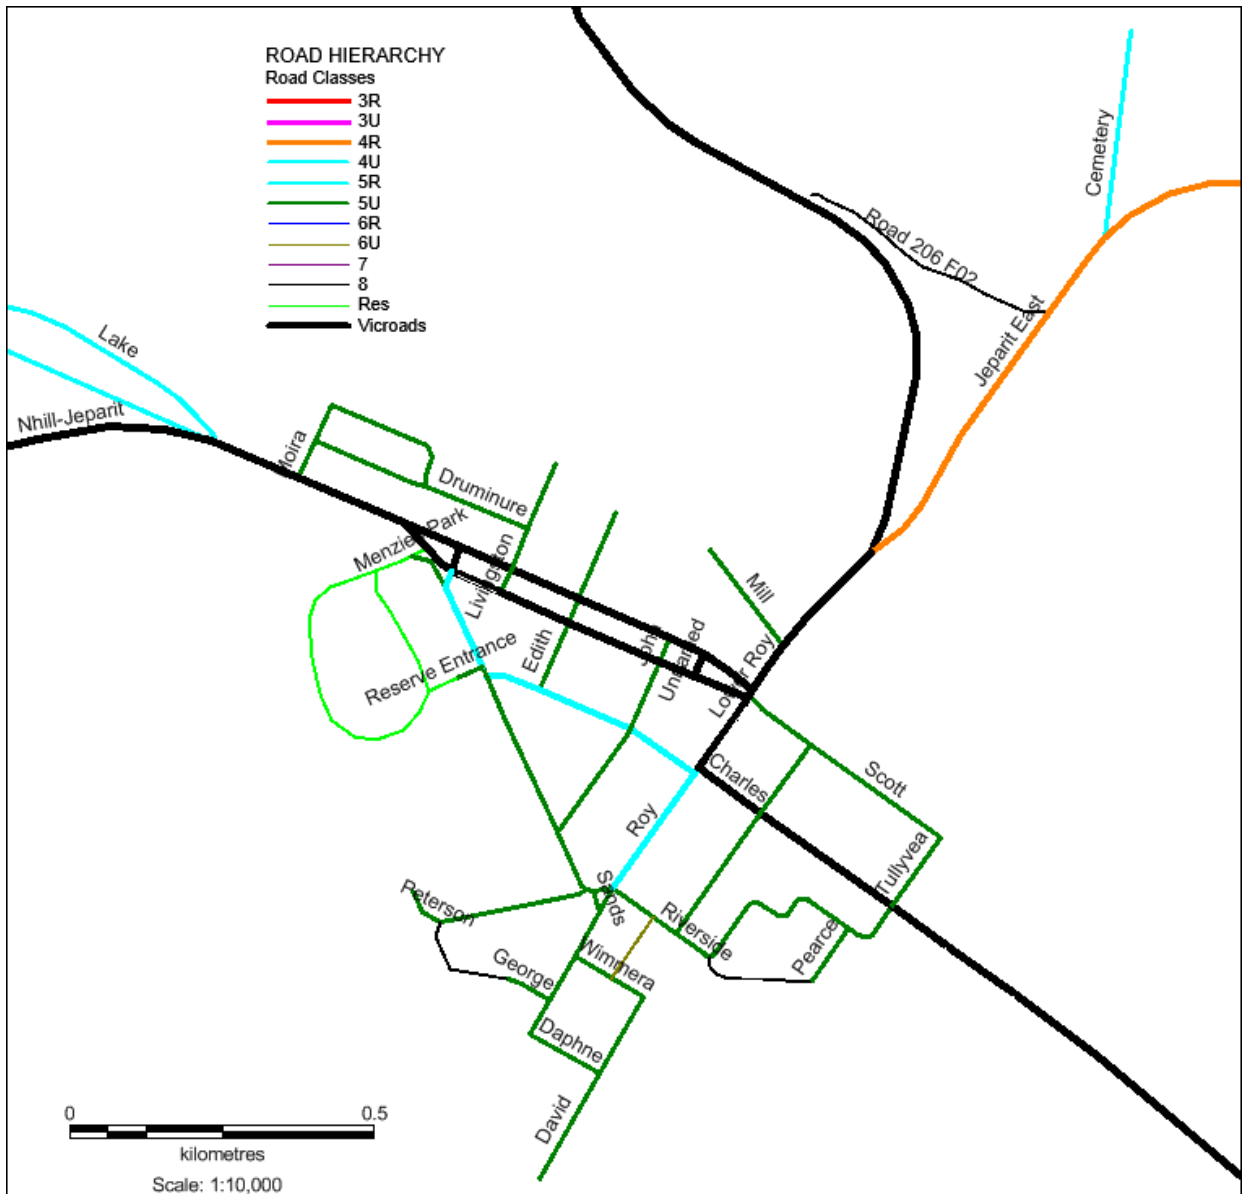 ROAD HIERARCHY
Road Classes
3R
3U
4R
4U
5R
5U
6R
6U
7
8
Res
Vicroads
Cemetery
Road 206 F02
Jeparit East
Lake
Nhill-Jeparit
Moira
Druminure
Menzies Park
Livingston
Mill
Edith
John
Unnamed
Lower Roy
Reserve Entrance
Charles
Scott
Roy
Tullyvea
Sands
Peterson
Riverside
Pearce
Wimmera
George
Daphne
David
0 0.5
kilometres
Scale: 1:10,000